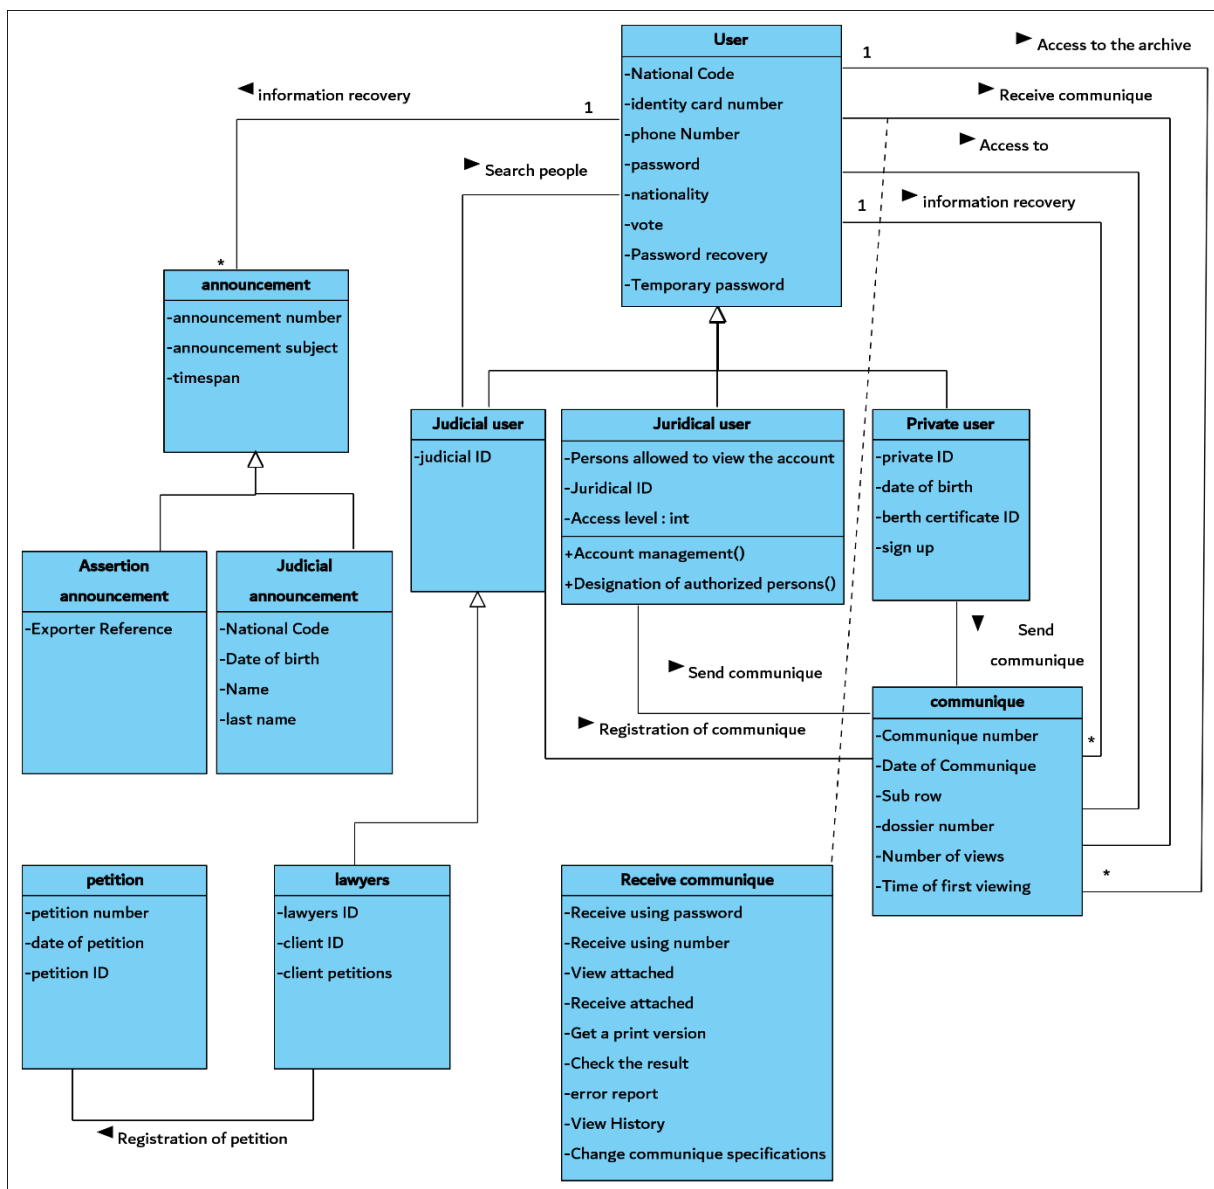 User
-National Code
-identity card number
-phone Number
-password
-nationality
-vote
-Password recovery
-Temporary password
1
Access to the archive
Receive communique
Access to
1
information recovery
information recovery
1
Search people
*
announcement
-announcement number
-announcement subject
-timespan
Judicial user
-judicial ID
Juridical user
-Persons allowed to view the account
-Juridical ID
-Access level : int
+Account management()
+Designation of authorized persons()
Private user
-private ID
-date of birth
-berth certificate ID
-sign up
Assertion
announcement
-Exporter Reference
Judicial
announcement
-National Code
-Date of birth
-Name
-last name
Send communique
Send
communique
Registration of communique
communique
-Communique number
-Date of Communique
-Sub row
-dossier number
-Number of views
-Time of first viewing
*
*
petition
-petition number
-date of petition
-petition ID
lawyers
-lawyers ID
-client ID
-client petitions
Registration of petition
Receive communique
-Receive using password
-Receive using number
-View attached
-Receive attached
-Get a print version
-Check the result
-error report
-View History
-Change communique specifications